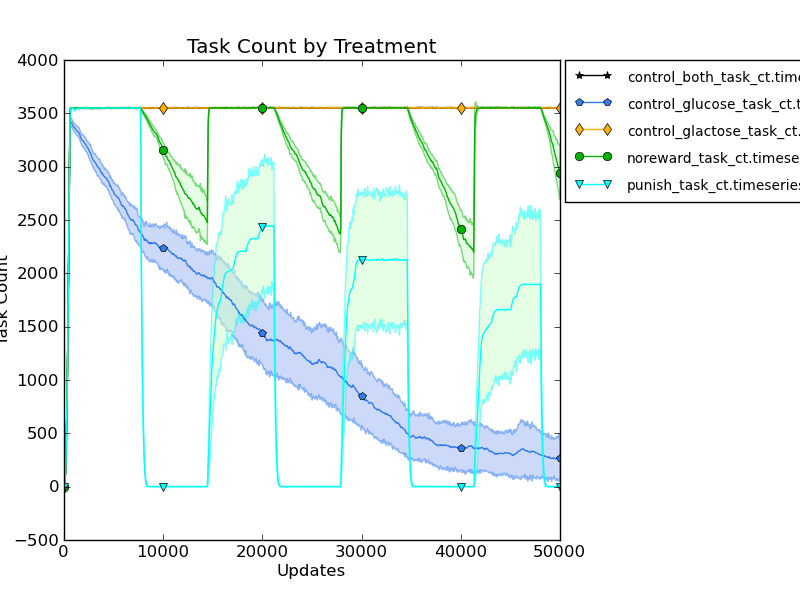 Task Count by Treatment
4000
3500
3000
2500
2000
1500
1000
500
0
−500
Task Count
0
10000
20000
30000
40000
50000
Updates
control_both_task_ct.time
control_glucose_task_ct.t
control_glactose_task_ct.
noreward_task_ct.timese
punish_task_ct.timeseries